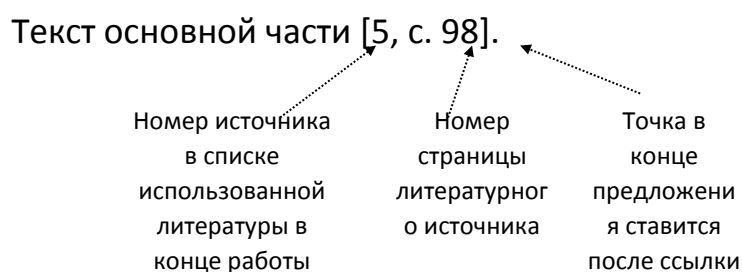 Текст основной части [5, с. 98].
Номер источника
в списке
использованной
литературы в
конце работы
Номер
страницы
литературног
о источника
Точка в
конце
предложени
я ставится
после ссылки